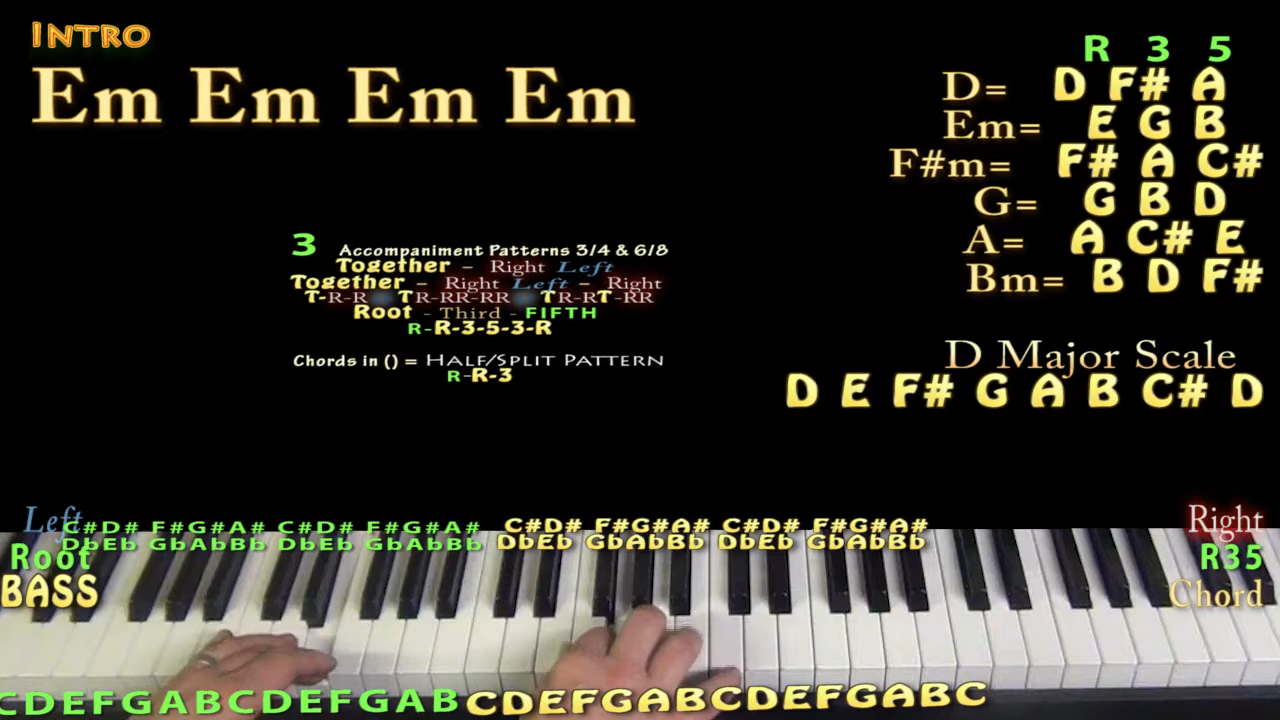 INTRO
Em Em Em Em
R 3 5
D= D F# A
Em= E G B
F#m= F# A C#
G= G B D
A= A C# E
Bm= B D F#
3 Accompaniment Patterns 3/4 & 6/8
Together - Right Left
Together - Right Left - Right
T-R-R TR-RR-RR TR-RT-RR
Root - Third - FIFTH
R-R-3-5-3-R
Chords in () = HALF/SPLIT PATTERN
R-R-3
D Major Scale
D E F# G A B C# D
Left
Root
BASS
C#D# F#G#A# C#D# F#G#A# C#D# F#G#A# C#D# F#G#A#
DbEb GbAbBb DbEb GbAbBb DbEb GbAbBb DbEb GbAbBb
Right
R35
Chord
CDEFGABCDEFGABCDEFGABCDEFGABC